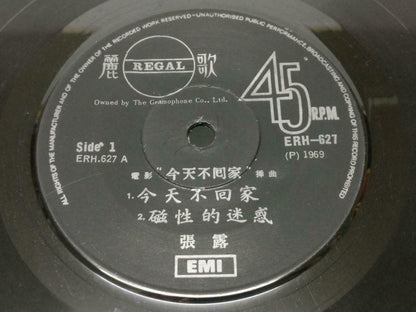 ALL RIGHTS OF THE MANUFACTURER AND OF THE OWNER OF THE RECORDED WORK RESERVED-UNAUTHORISED PUBLIC PERFORMANCE, BROADCASTING AND COPYING OF THIS RECORD PROHIBITED
麗 REGAL 歌
Owned by The Gramophone Co., Ltd.
45 R.P.M.
ERH-627
(P) 1969
Side 1
ERH.627 A
電影"今天不回家"揷曲
1. 今天不回家
2. 磁性的迷惑
張露
EMI